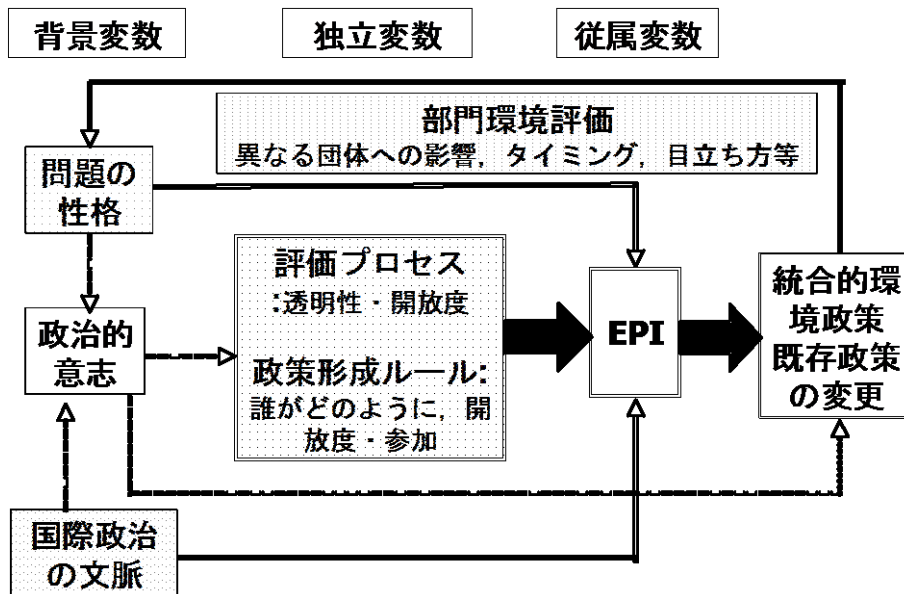 背景変数
独立変数
従属変数
部門環境評価
異なる団体への影響，タイミング，目立ち方等
問題の
性格
評価プロセス
:透明性・開放度
政策形成ルール:
誰がどのように，開
放度・参加
EPI
統合的環
境政策
既存政策
の変更
政治的
意志
国際政治
の文脈